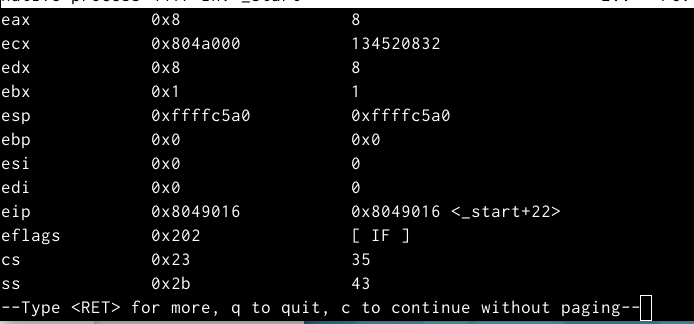 eax 0x8 8
ecx 0x804a000 134520832
edx 0x8 8
ebx 0x1 1
esp 0xffffc5a0 0xffffc5a0
ebp 0x0 0x0
esi 0x0 0
edi 0x0 0
eip 0x8049016 0x8049016 <_start+22>
eflags 0x202 [ IF ]
cs 0x23 35
ss 0x2b 43
--Type <RET> for more, q to quit, c to continue without paging--